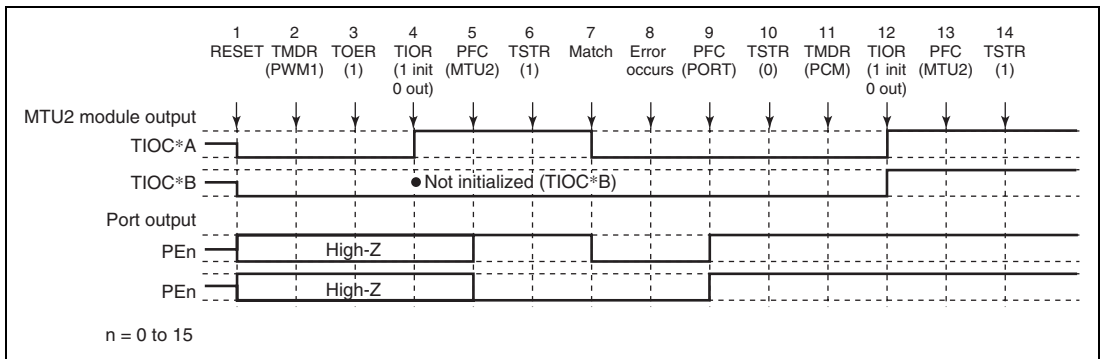 1 2 3 4 5 6 7 8 9 10 11 12 13 14
RESET TMDR TOER TIOR PFC TSTR Match Error PFC TSTR TMDR TIOR PFC TSTR
(PWM1) (1) (1 init (MTU2) (1) occurs (PORT) (0) (PCM) (1 init (MTU2) (1)
0 out) 0 out)
MTU2 module output
TIOC*A
TIOC*B ●Not initialized (TIOC*B)
Port output
PEn High-Z
PEn High-Z
n = 0 to 15